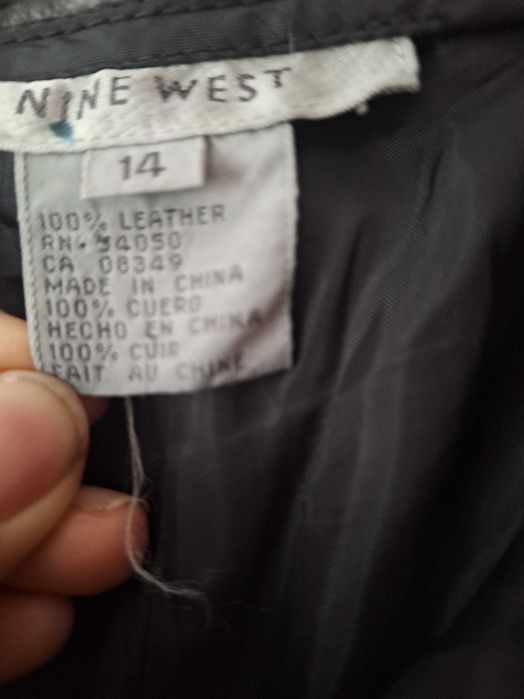 NINE WEST
14
100% LEATHER
RN. 54050
CA 08349
MADE IN CHINA
100% CUERO
HECHO EN CHINA
100% CUIR
FAIT AU CHINE